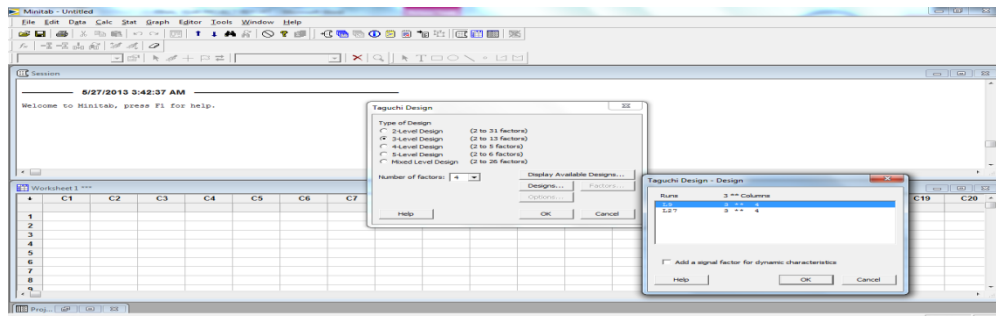 Minitab - Untitled
File Edit Data Calc Stat Graph Editor Tools Window Help
Session
5/27/2013 3:42:37 AM
Welcome to Minitab, press F1 for help.
Taguchi Design
Type of Design
2-Level Design (2 to 31 factors)
3-Level Design (2 to 13 factors)
4-Level Design (2 to 5 factors)
5-Level Design (2 to 6 factors)
Mixed Level Design (2 to 26 factors)
Number of factors: 4
Display Available Designs...
Designs... Factors...
Options...
Help OK Cancel
Taguchi Design - Design
Runs 3 ** Columns
L9 3 ** 4
L27 3 ** 4
Add a signal factor for dynamic characteristics
Help OK Cancel
Worksheet 1 ***
C1 C2 C3 C4 C5 C6 C7 C19 C20
1
2
3
4
5
6
7
8
9
Proj...